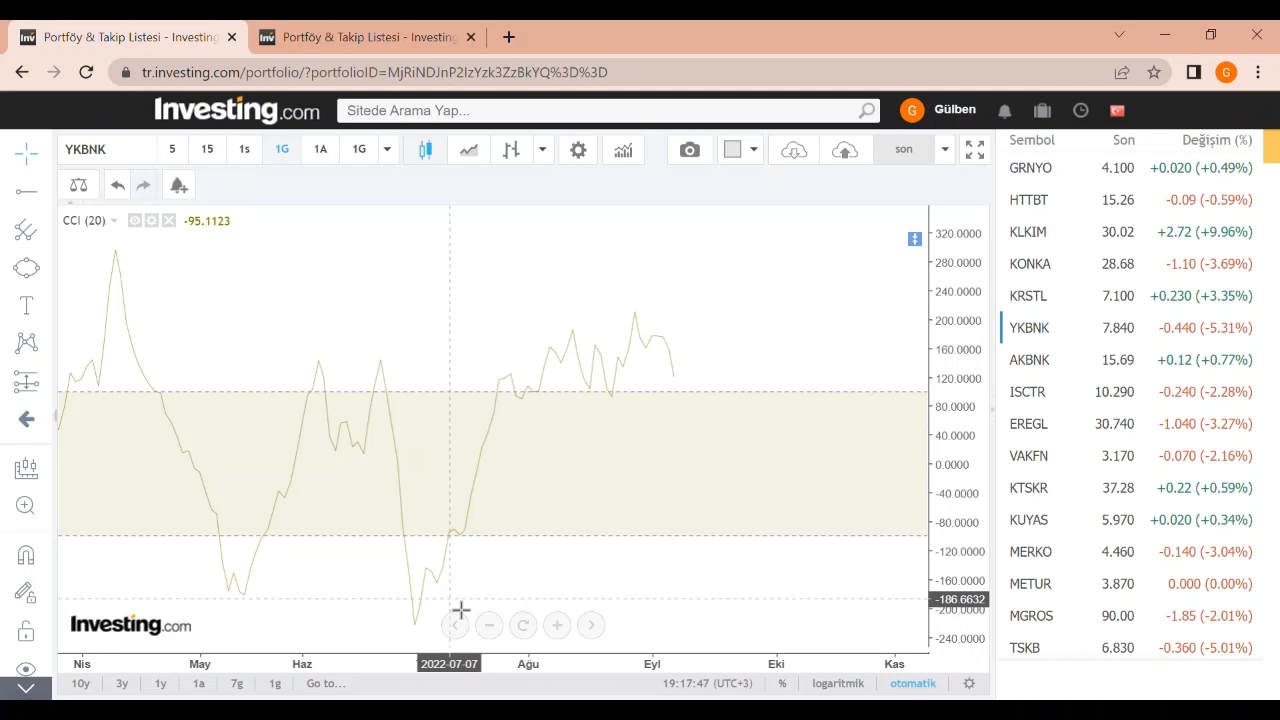 Portföy & Takip Listesi - Investing
Portföy & Takip Listesi - Investing
tr.investing.com/portfolio/?portfolioID=MjRiNDJnP2IzYzk3ZzBkYQ%3D%3D
G
Investing.com
Sitede Arama Yap...
G
Gülben
YKBNK
5
15
1s
1G
1A
1G
son
CCI (20)
-95.1123
320.0000
280.0000
240.0000
200.0000
160.0000
120.0000
80.0000
40.0000
0.0000
-40.0000
-80.0000
-120.0000
-160.0000
-186.6632
-200.0000
-240.0000
Investing.com
Nis
May
Haz
2022-07-07
Ağu
Eyl
Eki
Kas
10y
3y
1y
1a
7g
1g
Go to...
19:17:47 (UTC+3)
%
logaritmik
otomatik
Sembol Son Değişim (%)
GRNYO 4.100 +0.020 (+0.49%)
HTTBT 15.26 -0.09 (-0.59%)
KLKIM 30.02 +2.72 (+9.96%)
KONKA 28.68 -1.10 (-3.69%)
KRSTL 7.100 +0.230 (+3.35%)
YKBNK 7.840 -0.440 (-5.31%)
AKBNK 15.69 +0.12 (+0.77%)
ISCTR 10.290 -0.240 (-2.28%)
EREGL 30.740 -1.040 (-3.27%)
VAKFN 3.170 -0.070 (-2.16%)
KTSKR 37.28 +0.22 (+0.59%)
KUYAS 5.970 +0.020 (+0.34%)
MERKO 4.460 -0.140 (-3.04%)
METUR 3.870 0.000 (0.00%)
MGROS 90.00 -1.85 (-2.01%)
TSKB 6.830 -0.360 (-5.01%)